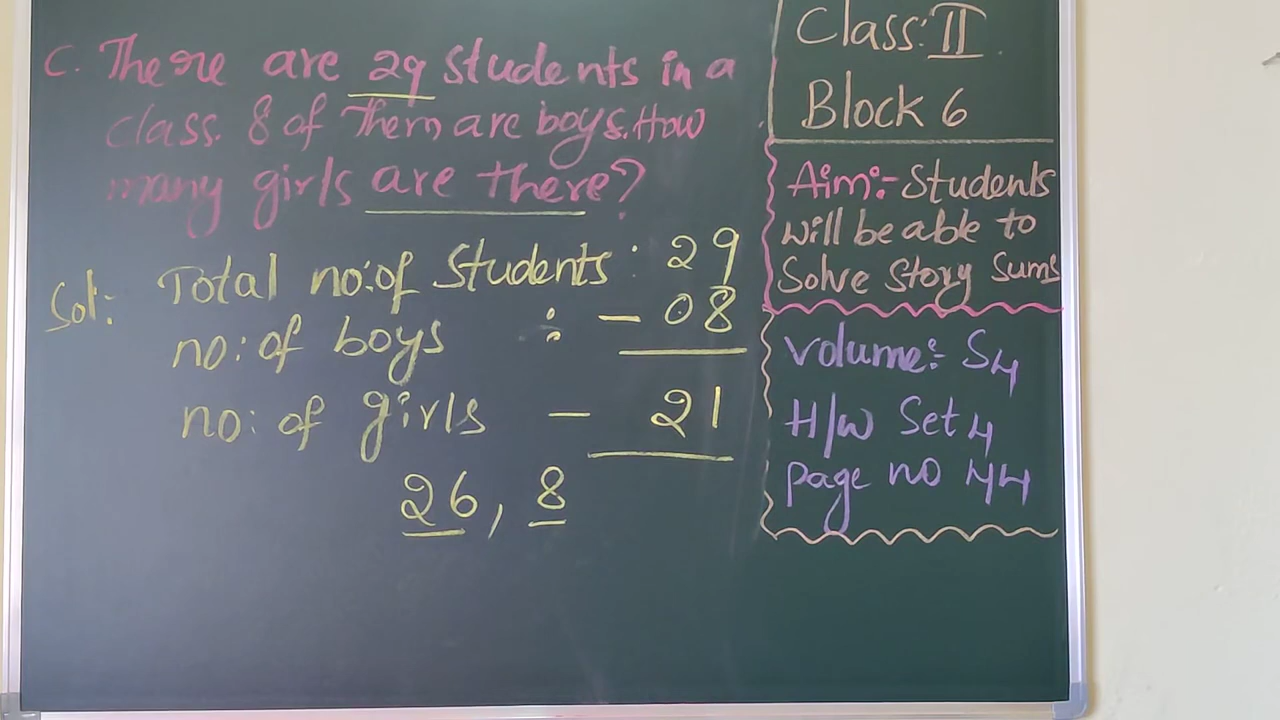 C. There are 29 students in a
class. 8 of Them are boys. How
many girls are there?
Sol: Total no: of Students : 29
no: of boys : - 08
no: of girls - 21
26, 8
Class: II
Block 6
Aim:- Students
will be able to
Solve Story Sums
Volume:- S4
H/W Set 4
Page no 44